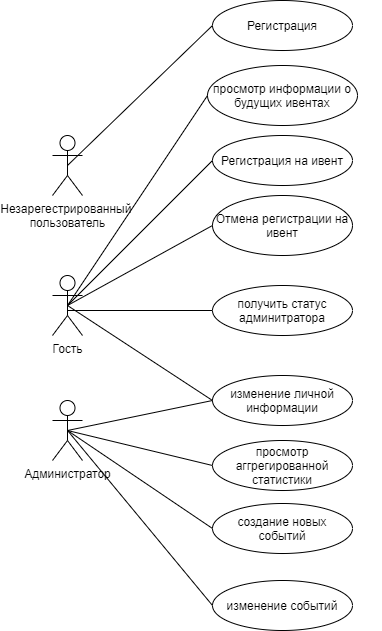 Регистрация
просмотр информации о
будущих ивентах
Регистрация на ивент
Незарегестрированный
пользователь
Отмена регистрации на
ивент
получить статус
админитратора
Гость
изменение личной
информации
просмотр
аггрегированной
статистики
Администратор
создание новых
событий
изменение событий